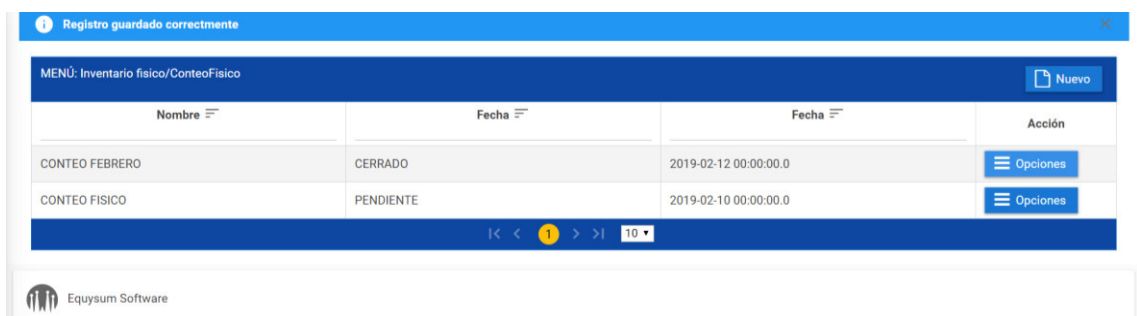 Registro guardado correctmente
MENÚ: Inventario fisico/ConteoFisico
Nuevo
Nombre Fecha Fecha Acción
CONTEO FEBRERO CERRADO 2019-02-12 00:00:00.0 Opciones
CONTEO FISICO PENDIENTE 2019-02-10 00:00:00.0 Opciones
1 10
Equysum Software